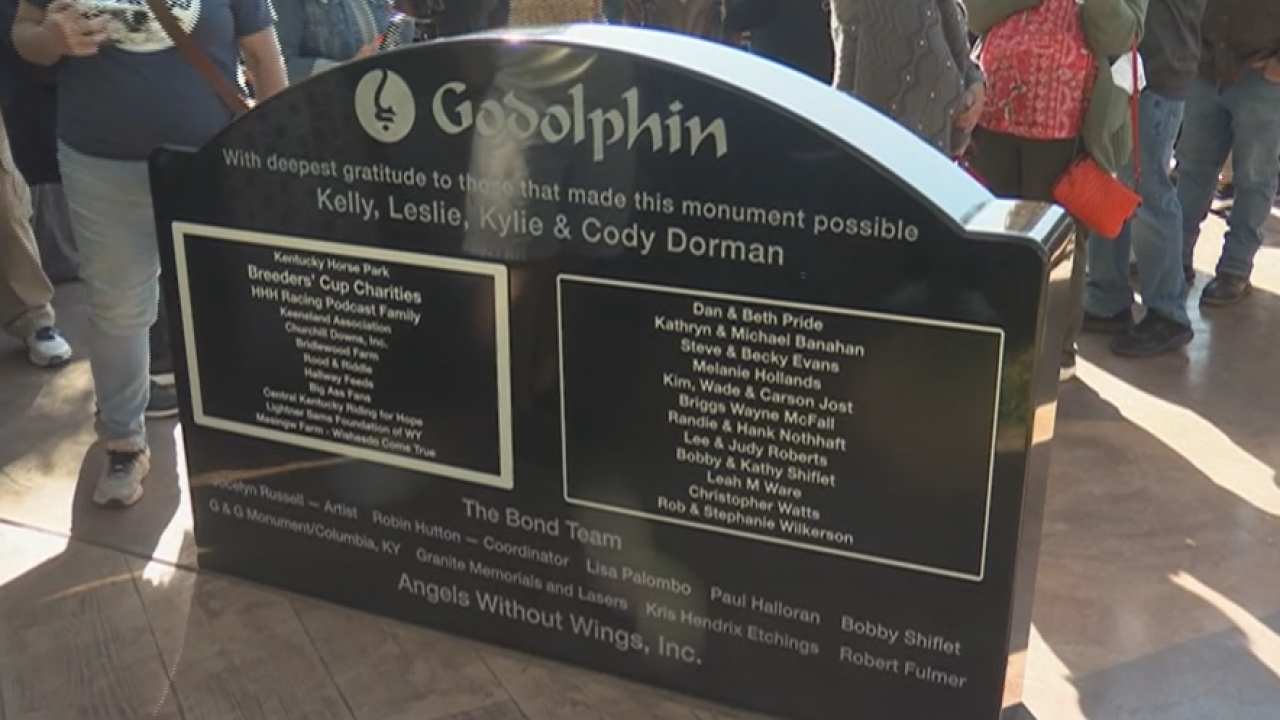 Godolphin
With deepest gratitude to those that made this monument possible
Kelly, Leslie, Kylie & Cody Dorman
Kentucky Horse Park
Breeders' Cup Charities
HHH Racing Podcast Family
Keeneland Association
Churchill Downs, Inc.
Bridlewood Farm
Rood & Riddle
Hallway Feeds
Big Ass Fans
Central Kentucky Riding for Hope
Lightner Sams Foundation of WY
Masingw Farm - Wishasdo Come True
Dan & Beth Pride
Kathryn & Michael Banahan
Steve & Becky Evans
Melanie Hollands
Kim, Wade & Carson Jost
Briggs Wayne McFall
Randie & Hank Nothhaft
Lee & Judy Roberts
Bobby & Kathy Shiflet
Leah M Ware
Christopher Watts
Rob & Stephanie Wilkerson
The Bond Team
Jocelyn Russell — Artist Robin Hutton — Coordinator Lisa Palombo Paul Halloran Bobby Shiflet
G & G Monument/Columbia, KY Granite Memorials and Lasers Kris Hendrix Etchings Robert Fulmer
Angels Without Wings, Inc.